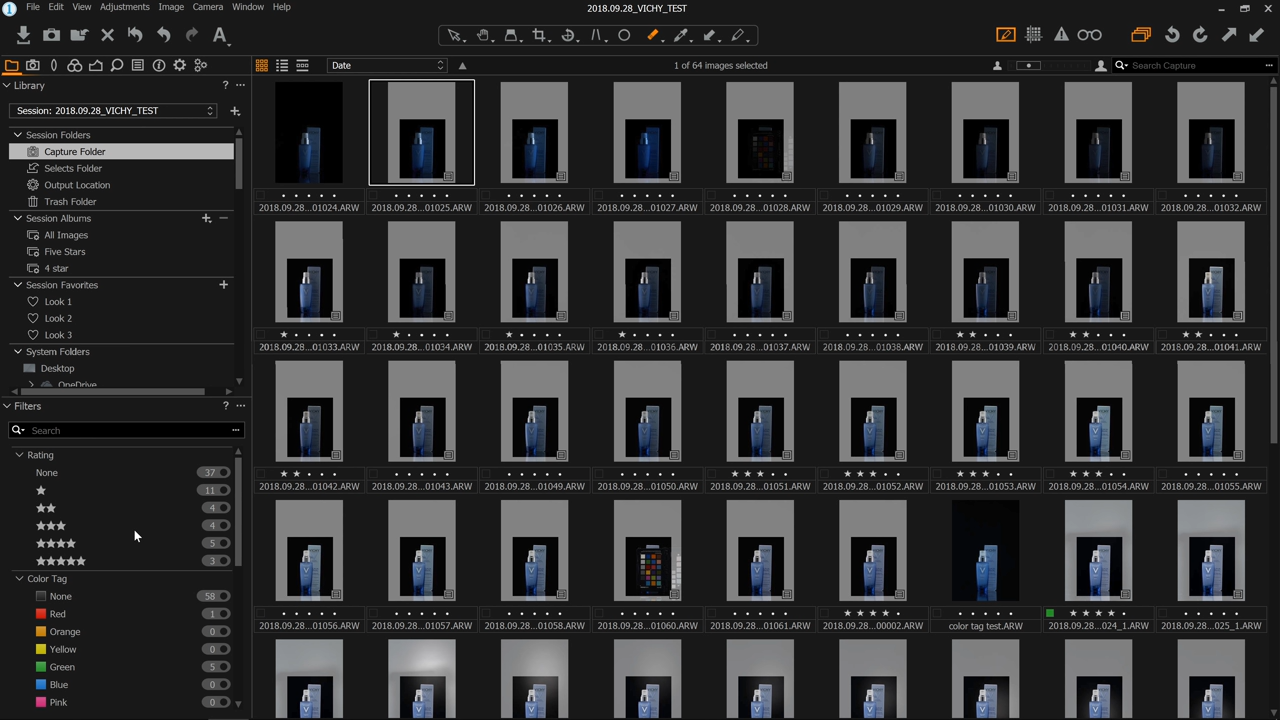 File Edit View Adjustments Image Camera Window Help
2018.09.28_VICHY_TEST
Date
1 of 64 images selected
Search Capture
Library
Session: 2018.09.28_VICHY_TEST
Session Folders
Capture Folder
Selects Folder
Output Location
Trash Folder
Session Albums
All Images
Five Stars
4 star
Session Favorites
Look 1
Look 2
Look 3
System Folders
Desktop
OneDrive
Filters
Search
Rating
None 37
11
4
4
5
3
Color Tag
None 58
Red 1
Orange 0
Yellow 0
Green 5
Blue 0
Pink 0
2018.09.28...01024.ARW 2018.09.28...01025.ARW 2018.09.28...01026.ARW 2018.09.28...01027.ARW 2018.09.28...01028.ARW 2018.09.28...01029.ARW 2018.09.28...01030.ARW 2018.09.28...01031.ARW 2018.09.28...01032.ARW
2018.09.28...01033.ARW 2018.09.28...01034.ARW 2018.09.28...01035.ARW 2018.09.28...01036.ARW 2018.09.28...01037.ARW 2018.09.28...01038.ARW 2018.09.28...01039.ARW 2018.09.28...01040.ARW 2018.09.28...01041.ARW
2018.09.28...01042.ARW 2018.09.28...01043.ARW 2018.09.28...01049.ARW 2018.09.28...01050.ARW 2018.09.28...01051.ARW 2018.09.28...01052.ARW 2018.09.28...01053.ARW 2018.09.28...01054.ARW 2018.09.28...01055.ARW
2018.09.28...01056.ARW 2018.09.28...01057.ARW 2018.09.28...01058.ARW 2018.09.28...01060.ARW 2018.09.28...01061.ARW 2018.09.28...00002.ARW color tag test.ARW 2018.09.28...024_1.ARW 2018.09.28...025_1.ARW